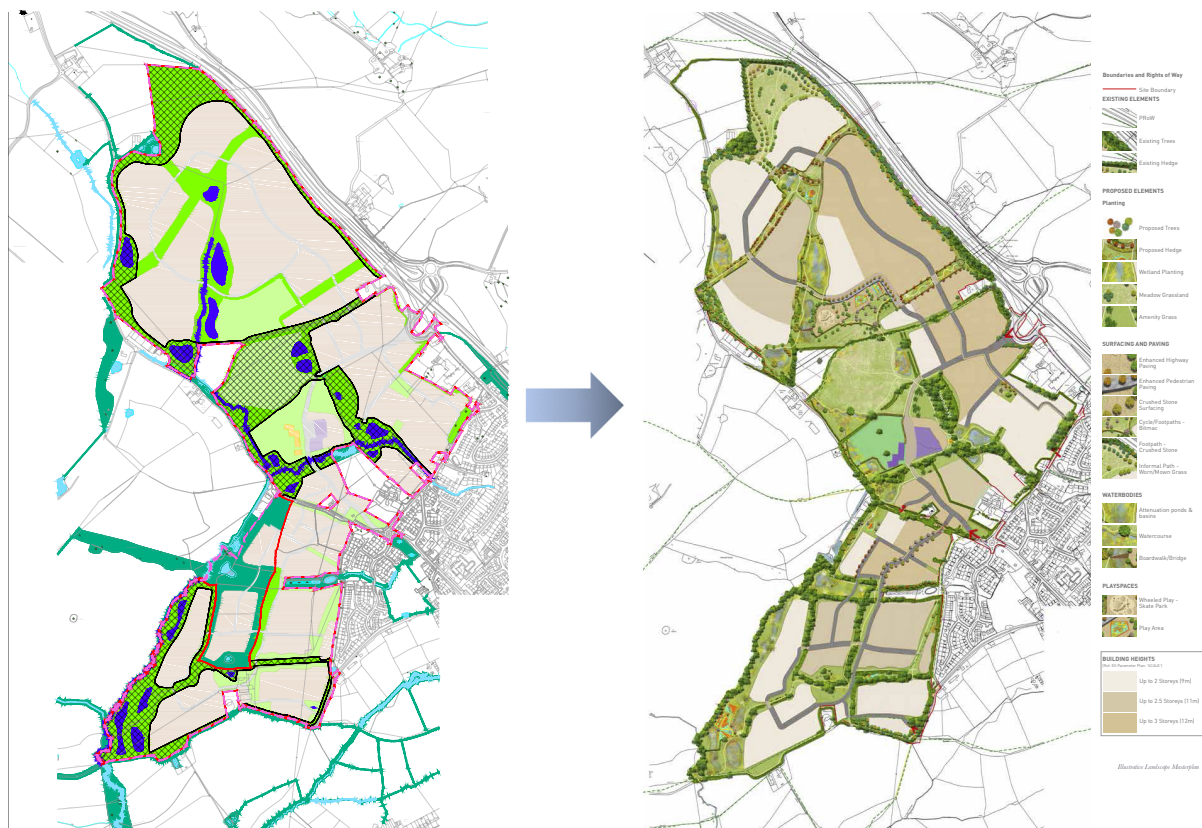 Boundaries and Rights of Way
Site Boundary
EXISTING ELEMENTS
PRoW
Existing Trees
Existing Hedge
PROPOSED ELEMENTS
Planting
Proposed Trees
Proposed Hedge
Wetland Planting
Meadow Grassland
Amenity Grass
SURFACING AND PAVING
Enhanced Highway
Paving
Enhanced Pedestrian
Paving
Crushed Stone
Surfacing
Cycle/Footpaths -
Bitmac
Footpath -
Crushed Stone
Informal Path -
Worn/Mown Grass
WATERBODIES
Attenuation ponds &
basins
Watercourse
Boardwalk/Bridge
PLAYSPACES
Wheeled Play -
Skate Park
Play Area
BUILDING HEIGHTS
Up to 2 Storeys (9m)
Up to 2.5 Storeys (11m)
Up to 3 Storeys (12m)
Illustrative Landscape Masterplan